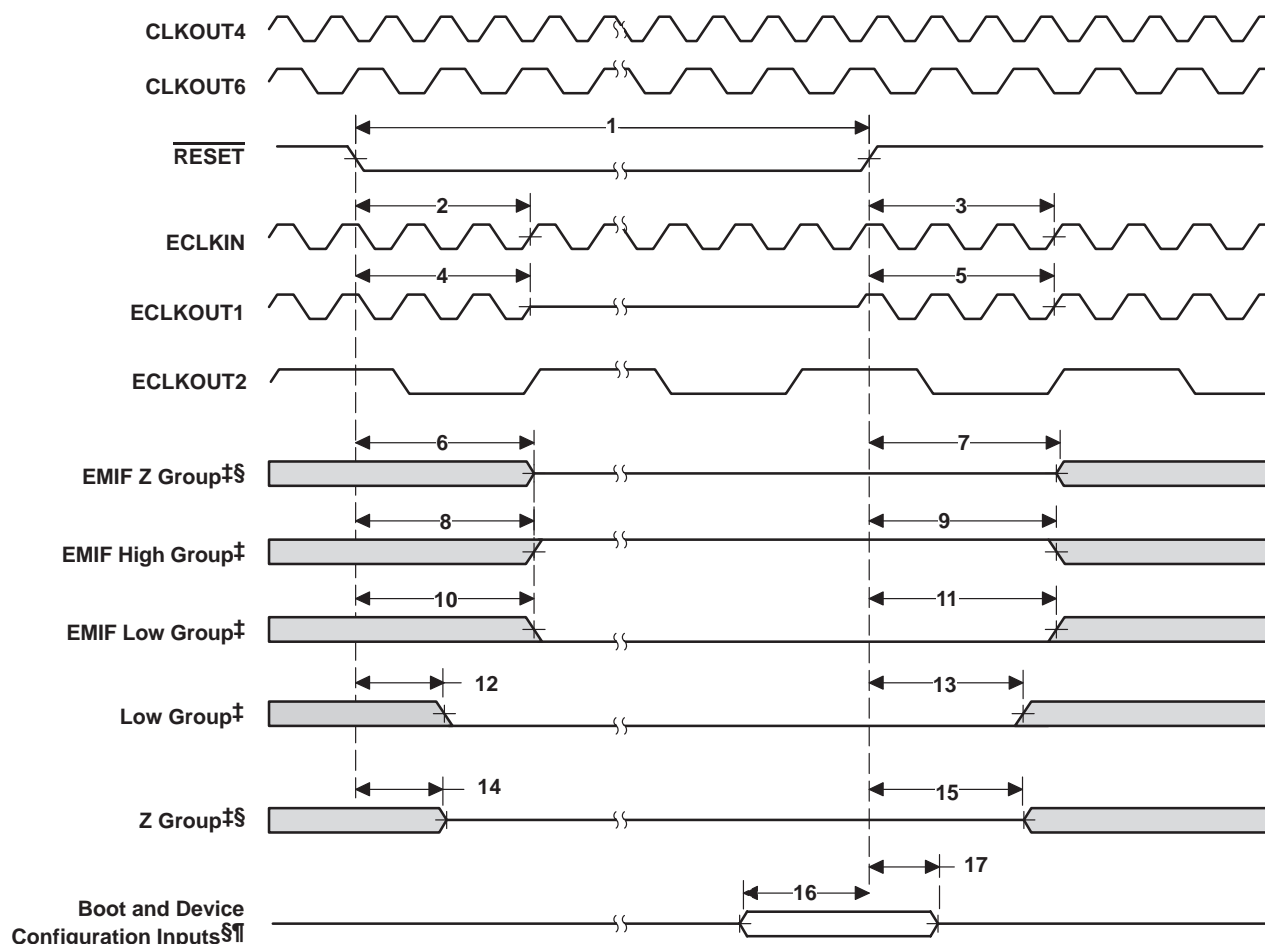 CLKOUT4
CLKOUT6
1
RESET
2
3
ECLKIN
4
5
ECLKOUT1
ECLKOUT2
6
7
EMIF Z Group‡§
8
9
EMIF High Group‡
10
11
EMIF Low Group‡
12
13
Low Group‡
14
15
Z Group‡§
17
16
Boot and Device
Configuration Inputs§¶